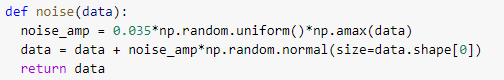 def noise(data):
  noise_amp = 0.035*np.random.uniform()*np.amax(data)
  data = data + noise_amp*np.random.normal(size=data.shape[0])
  return data